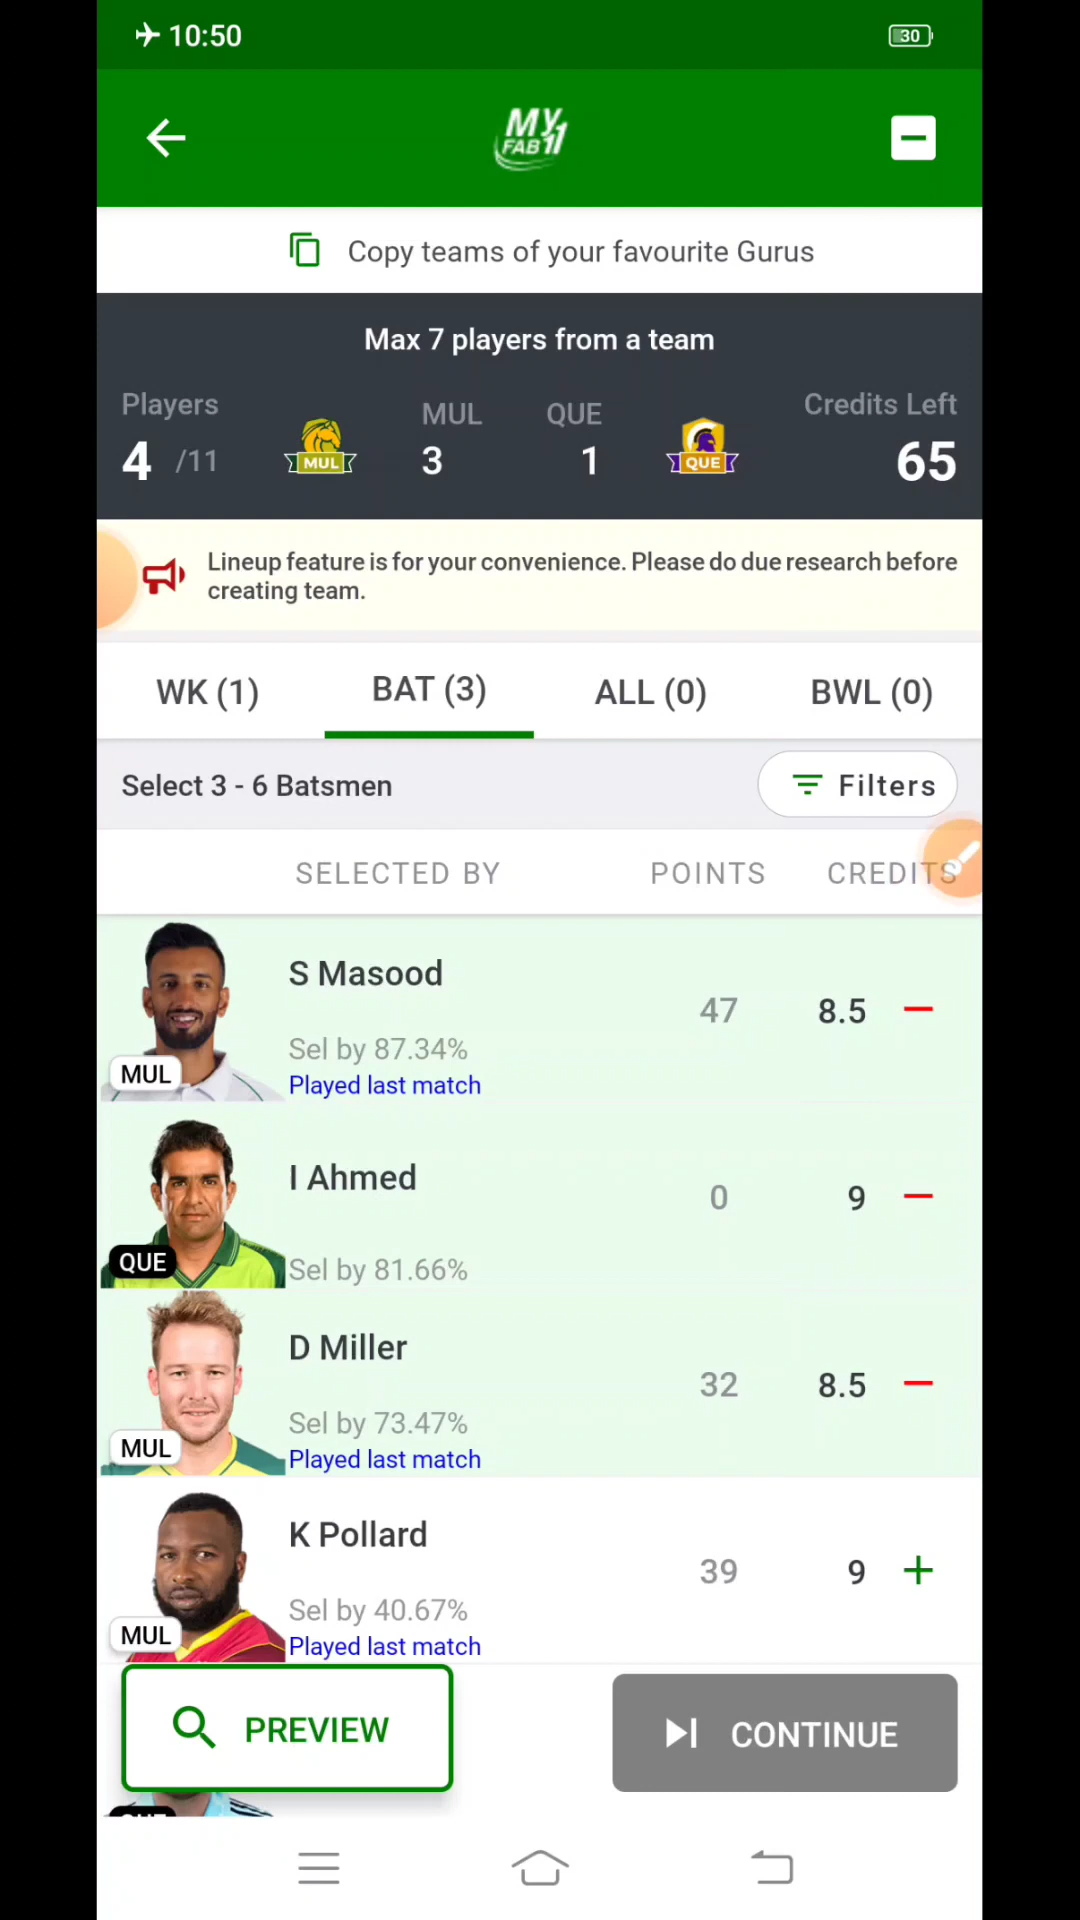 10:50
30
MY
FAB11
Copy teams of your favourite Gurus
Max 7 players from a team
Players
MUL
QUE
Credits Left
4 /11
MUL
3
1
QUE
65
Lineup feature is for your convenience. Please do due research before
creating team.
WK (1)
BAT (3)
ALL (0)
BWL (0)
Select 3 - 6 Batsmen
Filters
SELECTED BY
POINTS
CREDITS
S Masood
47
8.5
Sel by 87.34%
MUL
Played last match
I Ahmed
0
9
QUE
Sel by 81.66%
D Miller
32
8.5
Sel by 73.47%
MUL
Played last match
K Pollard
39
9
Sel by 40.67%
MUL
Played last match
PREVIEW
CONTINUE